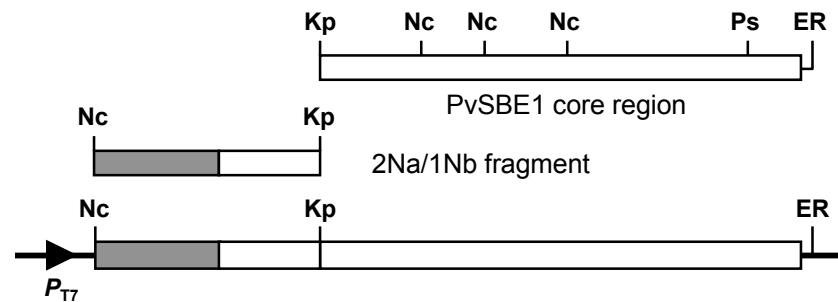 Kp Nc Nc Nc Ps ER
PvSBE1 core region
Nc Kp
2Na/1Nb fragment
Nc Kp ER
PT7